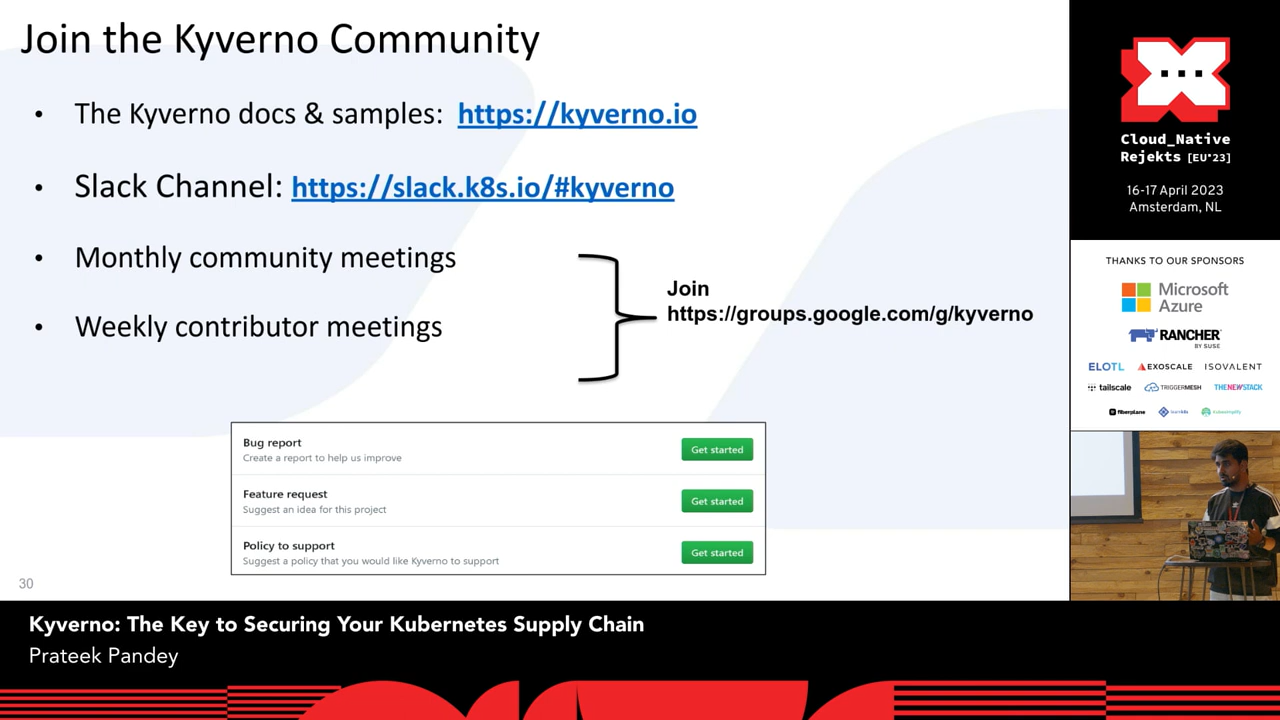 Join the Kyverno Community
• The Kyverno docs & samples: https://kyverno.io
• Slack Channel: https://slack.k8s.io/#kyverno
• Monthly community meetings
• Weekly contributor meetings
Join
https://groups.google.com/g/kyverno
Bug report
Create a report to help us improve
Get started
Feature request
Suggest an idea for this project
Get started
Policy to support
Suggest a policy that you would like Kyverno to support
Get started
30
Cloud_Native
Rejekts [EU'23]
16-17 April 2023
Amsterdam, NL
THANKS TO OUR SPONSORS
Microsoft
Azure
RANCHER
BY SUSE
ELOTL EXOSCALE ISOVALENT
tailscale TRIGGERMESH THENEWSTACK
fiberplane learnk8s kubesimplify
Kyverno: The Key to Securing Your Kubernetes Supply Chain
Prateek Pandey